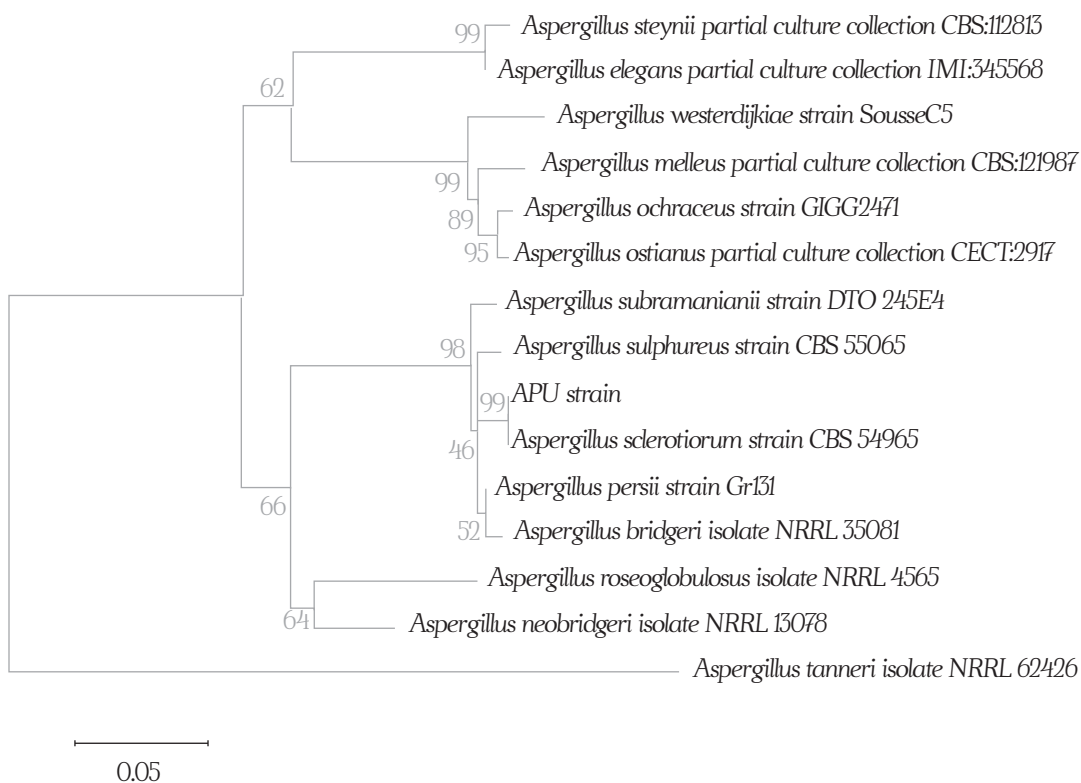 99
Aspergillus steynii partial culture collection CBS:112813
Aspergillus elegans partial culture collection IMI:345568
62
Aspergillus westerdijkiae strain SousseC5
Aspergillus melleus partial culture collection CBS:121987
99
Aspergillus ochraceus strain GIGG2471
89
Aspergillus ostianus partial culture collection CECT:2917
95
Aspergillus subramanianii strain DTO 245E4
98
Aspergillus sulphureus strain CBS 55065
APU strain
99
Aspergillus sclerotiorum strain CBS 54965
46
Aspergillus persii strain Gr131
66
Aspergillus bridgeri isolate NRRL 35081
52
Aspergillus roseoglobulosus isolate NRRL 4565
64
Aspergillus neobridgeri isolate NRRL 13078
Aspergillus tanneri isolate NRRL 62426
0.05